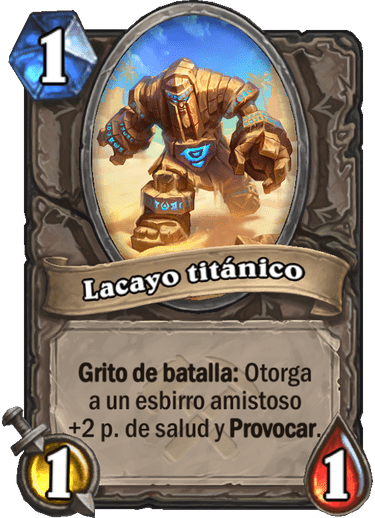 1
Lacayo titánico
Grito de batalla: Otorga
a un esbirro amistoso
+2 p. de salud y Provocar.
1
1